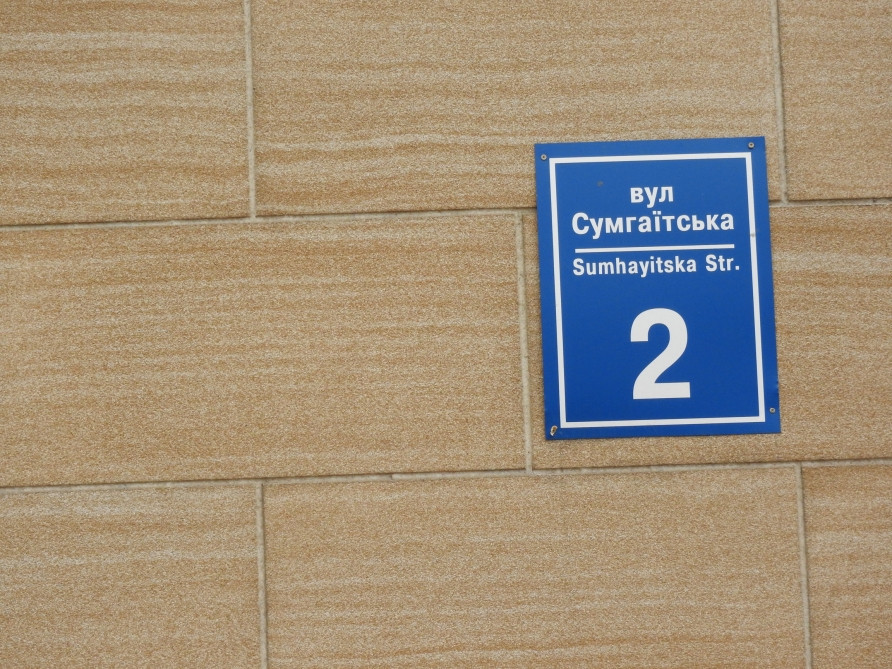 вул
Сумгаїтська
Sumhayitska Str.
2